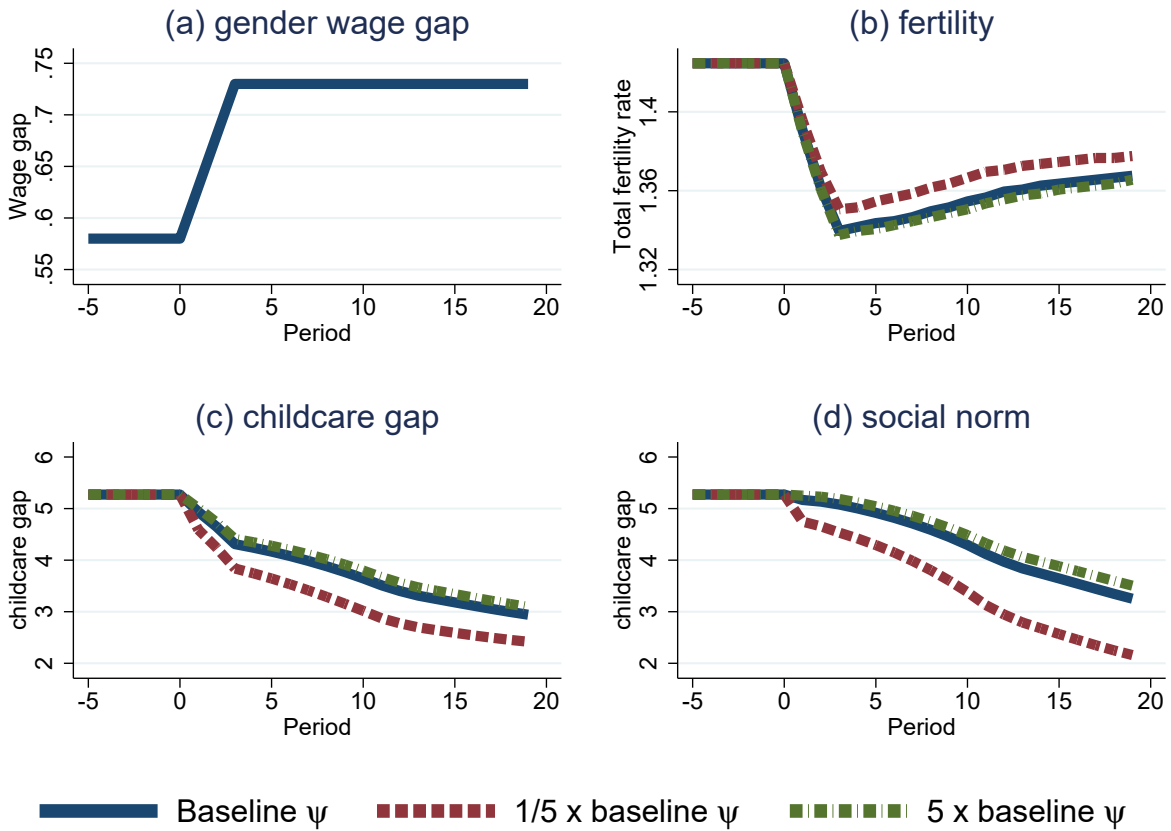 (a) gender wage gap
Wage gap
.75
.7
.65
.6
.55
-5 0 5 10 15 20
Period
(b) fertility
Total fertility rate
1.4
1.36
1.32
-5 0 5 10 15 20
Period
(c) childcare gap
childcare gap
6
5
4
3
2
-5 0 5 10 15 20
Period
(d) social norm
childcare gap
6
5
4
3
2
-5 0 5 10 15 20
Period
Baseline ψ 1/5 x baseline ψ 5 x baseline ψ